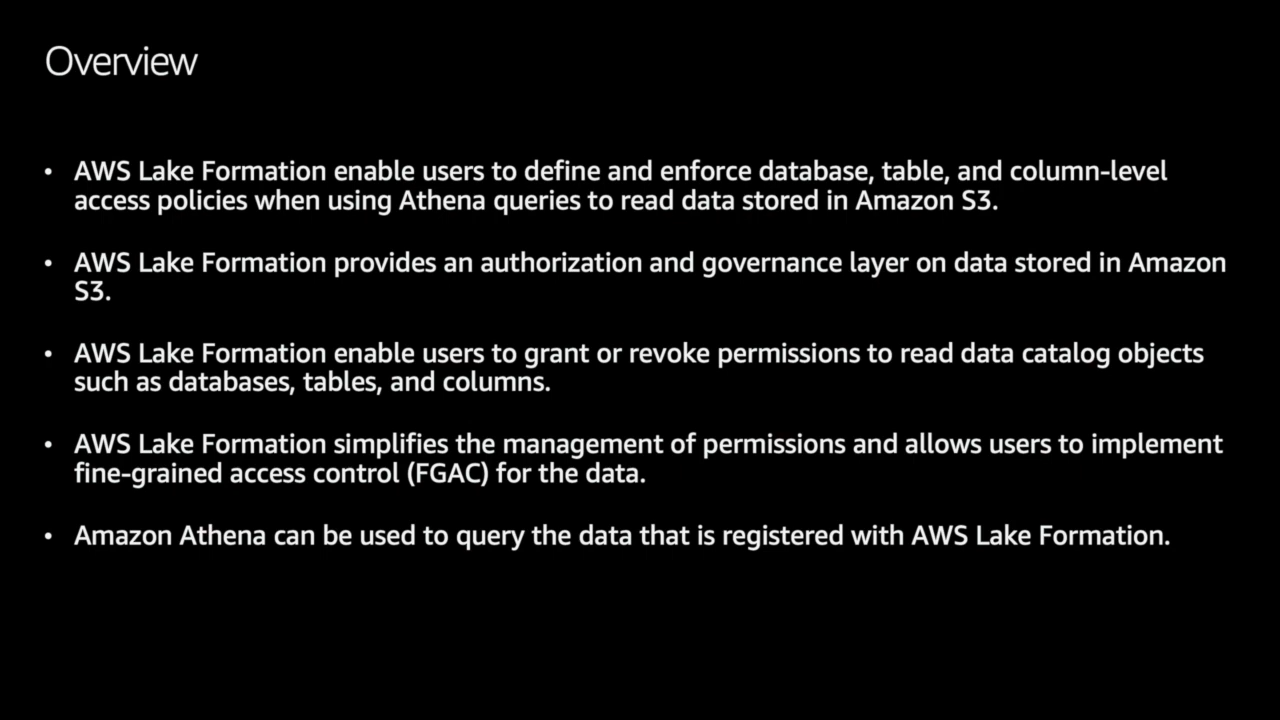 Overview
• AWS Lake Formation enable users to define and enforce database, table, and column-level
access policies when using Athena queries to read data stored in Amazon S3.
• AWS Lake Formation provides an authorization and governance layer on data stored in Amazon
S3.
• AWS Lake Formation enable users to grant or revoke permissions to read data catalog objects
such as databases, tables, and columns.
• AWS Lake Formation simplifies the management of permissions and allows users to implement
fine-grained access control (FGAC) for the data.
• Amazon Athena can be used to query the data that is registered with AWS Lake Formation.